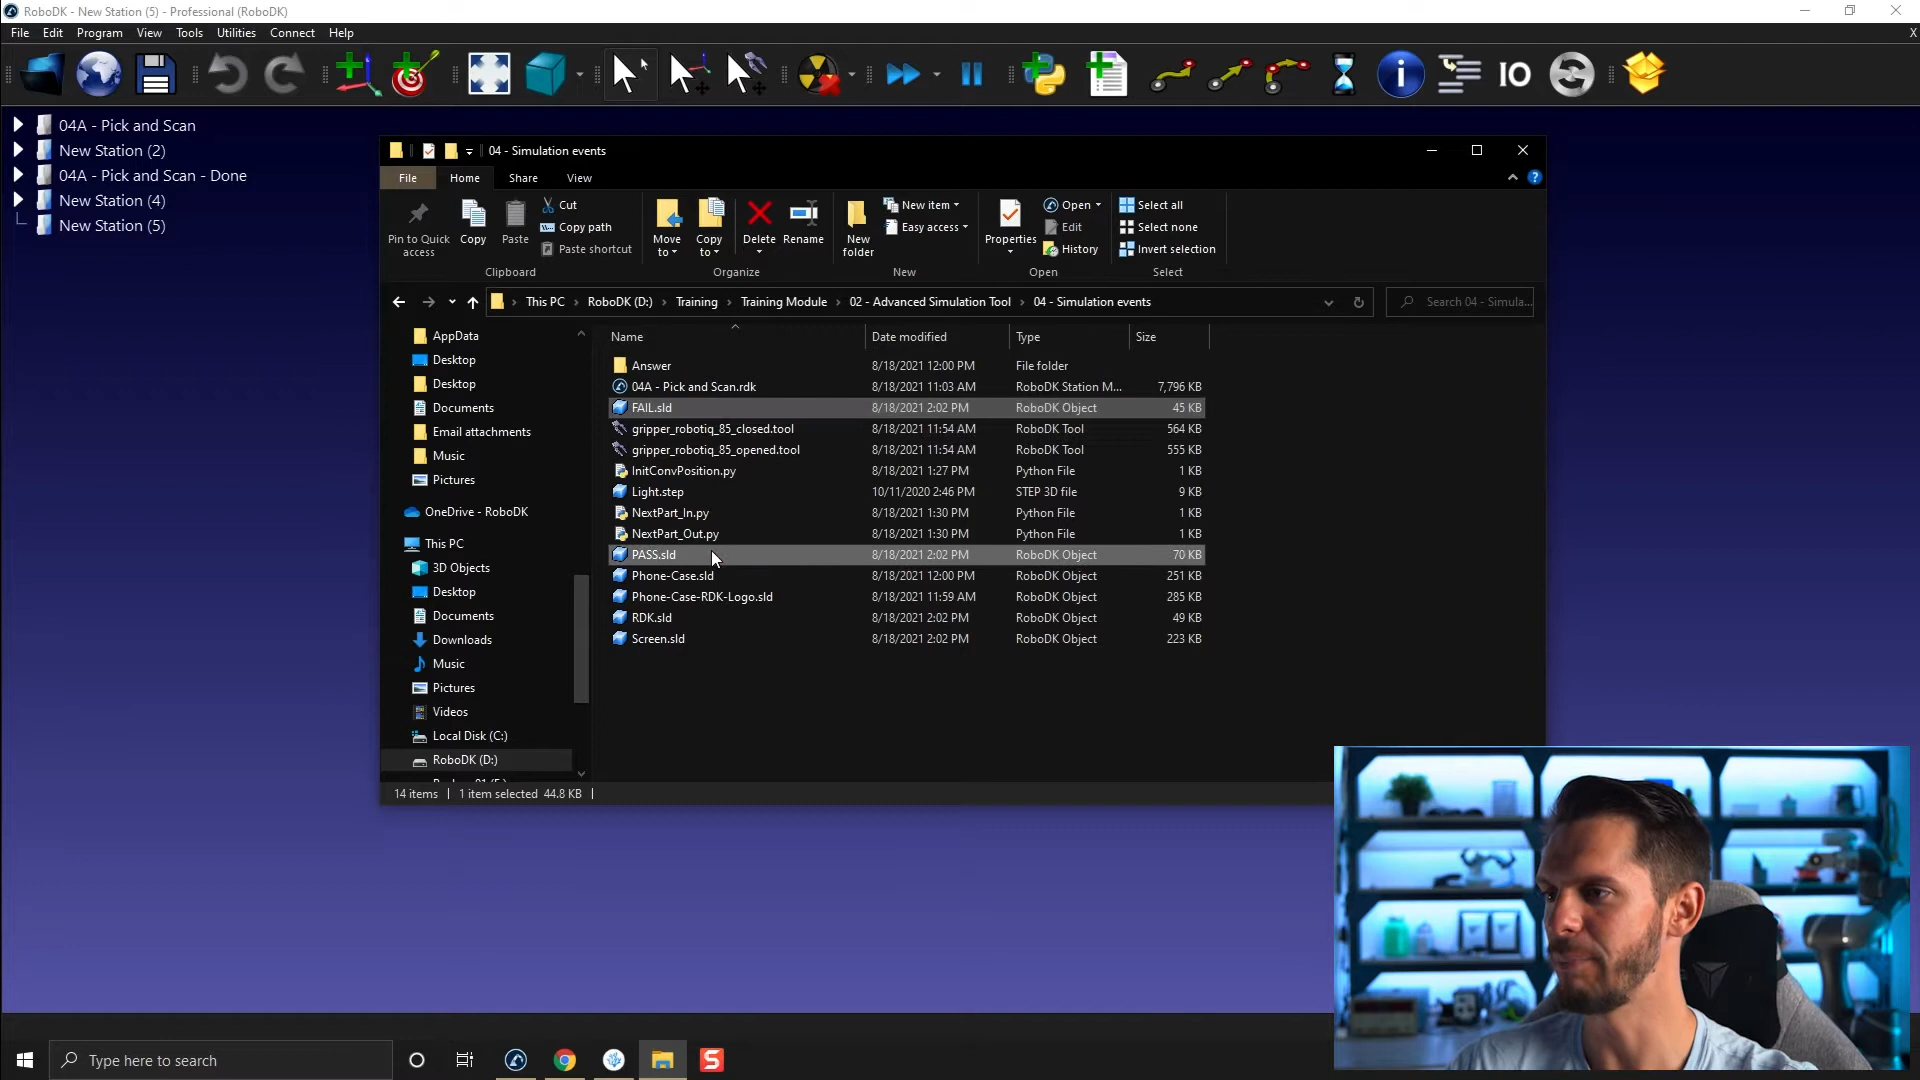 RoboDK - New Station (5) - Professional (RoboDK)
File Edit Program View Tools Utilities Connect Help X
IO
04A - Pick and Scan
New Station (2)
04A - Pick and Scan - Done
New Station (4)
New Station (5)
04 - Simulation events
File Home Share View
Pin to Quick access
Copy
Paste
Cut
Copy path
Paste shortcut
Clipboard
Move to
Copy to
Delete
Rename
Organize
New folder
New item
Easy access
New
Properties
Open
Edit
History
Open
Select all
Select none
Invert selection
Select
This PC > RoboDK (D:) > Training > Training Module > 02 - Advanced Simulation Tool > 04 - Simulation events
Search 04 - Simula...
AppData
Desktop
Desktop
Documents
Email attachments
Music
Pictures
OneDrive - RoboDK
This PC
3D Objects
Desktop
Documents
Downloads
Music
Pictures
Videos
Local Disk (C:)
RoboDK (D:)
Name Date modified Type Size
Answer 8/18/2021 12:00 PM File folder
04A - Pick and Scan.rdk 8/18/2021 11:03 AM RoboDK Station M... 7,796 KB
FAIL.sld 8/18/2021 2:02 PM RoboDK Object 45 KB
gripper_robotiq_85_closed.tool 8/18/2021 11:54 AM RoboDK Tool 564 KB
gripper_robotiq_85_opened.tool 8/18/2021 11:54 AM RoboDK Tool 555 KB
InitConvPosition.py 8/18/2021 1:27 PM Python File 1 KB
Light.step 10/11/2020 2:46 PM STEP 3D file 9 KB
NextPart_In.py 8/18/2021 1:30 PM Python File 1 KB
NextPart_Out.py 8/18/2021 1:30 PM Python File 1 KB
PASS.sld 8/18/2021 2:02 PM RoboDK Object 70 KB
Phone-Case.sld 8/18/2021 12:00 PM RoboDK Object 251 KB
Phone-Case-RDK-Logo.sld 8/18/2021 11:59 AM RoboDK Object 285 KB
RDK.sld 8/18/2021 2:02 PM RoboDK Object 49 KB
Screen.sld 8/18/2021 2:02 PM RoboDK Object 223 KB
14 items 1 item selected 44.8 KB
Type here to search